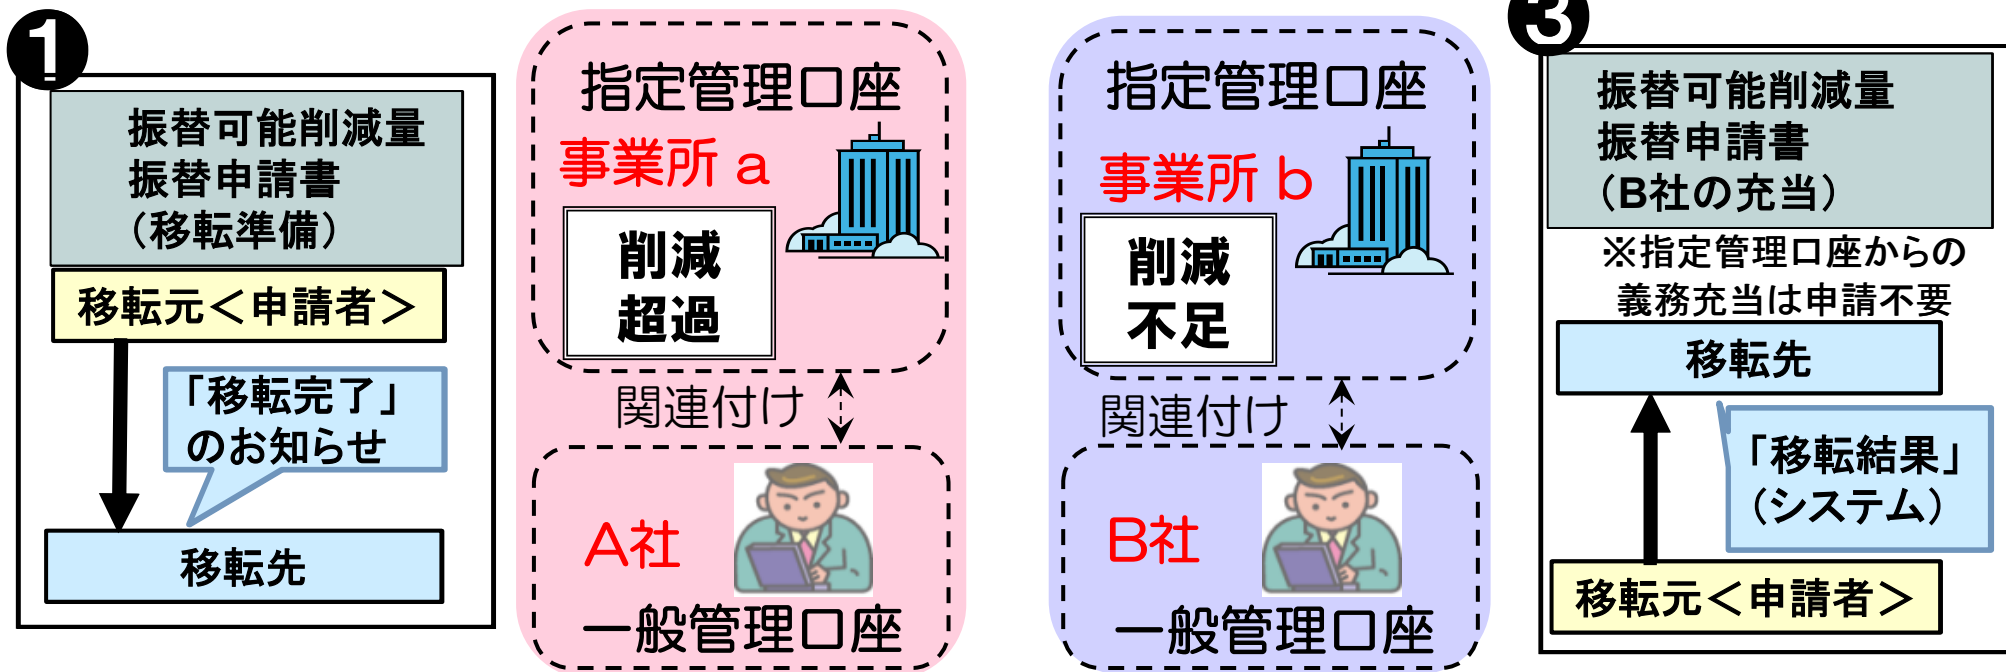 ❶
振替可能削減量
振替申請書
（移転準備）
移転元＜申請者＞
「移転完了」
のお知らせ
移転先
指定管理口座
事業所 a
削減
超過
関連付け
A社
一般管理口座
指定管理口座
事業所 b
削減
不足
関連付け
B社
一般管理口座
❸
振替可能削減量
振替申請書
（B社の充当）
※指定管理口座からの
義務充当は申請不要
移転先
「移転結果」
（システム）
移転元＜申請者＞